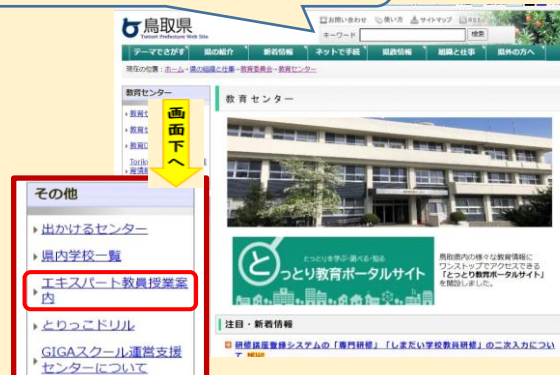 鳥取県
Tottori Prefecture Web Site
お問い合わせ 使い方 サイトマップ RSS
キーワード 検索
テーマでさがす 県の紹介 新着情報 ネットで手続 県政情報 組織と仕事 県外の方へ
現在の位置：ホーム→県の組織と仕事→教育委員会→教育センター
教育センター
教育センター
画面下へ
その他
出かけるセンター
県内学校一覧
エキスパート教員授業案
内
とりっこドリル
GIGAスクール運営支援
センターについて
とっとりを学ぶ・調べる・知る
とっとり教育ポータルサイト
鳥取県内の様々な教育情報に
ワンストップでアクセスできる
「とっとり教育ポータルサイト」
を開設しました。
注目・新着情報
研修講座登録システムの「専門研修」「しまだい学校教員研修」の二次入力につい
て